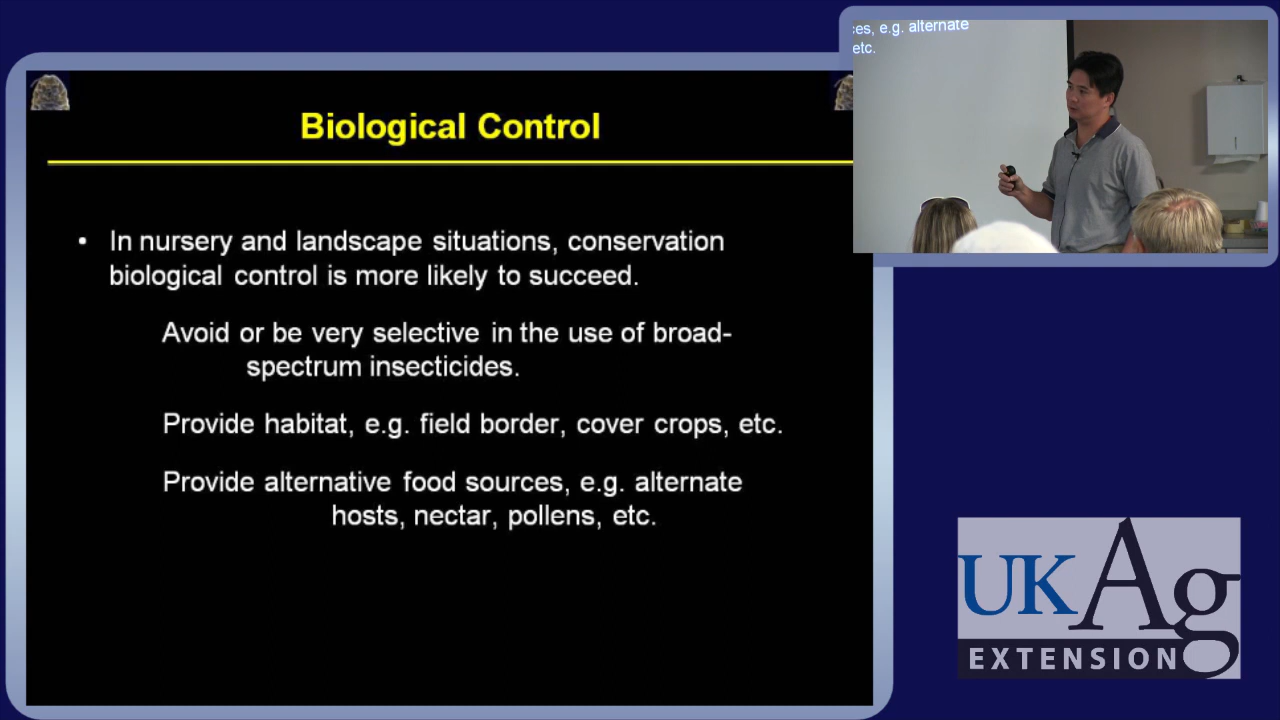 Biological Control
• In nursery and landscape situations, conservation
biological control is more likely to succeed.
Avoid or be very selective in the use of broad-
spectrum insecticides.
Provide habitat, e.g. field border, cover crops, etc.
Provide alternative food sources, e.g. alternate
hosts, nectar, pollens, etc.
ces, e.g. alternate
etc.
UKAg
EXTENSION